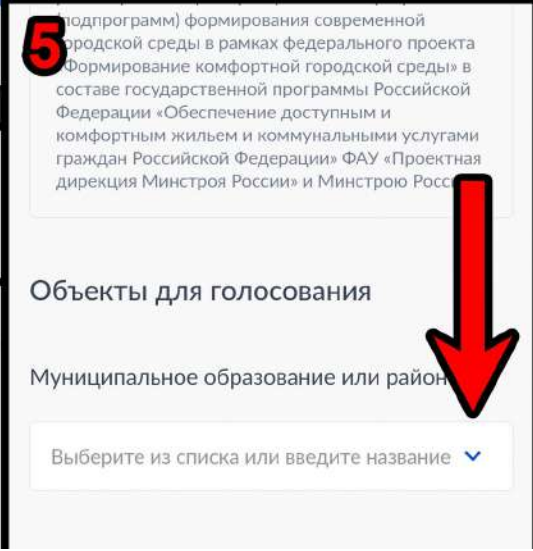 5
(подпрограмм) формирования современной
городской среды в рамках федерального проекта
«Формирование комфортной городской среды» в
составе государственной программы Российской
Федерации «Обеспечение доступным и
комфортным жильем и коммунальными услугами
граждан Российской Федерации» ФАУ «Проектная
дирекция Минстроя России» и Минстрою
Объекты для голосования
Муниципальное образование или район
Выберите из списка или введите название